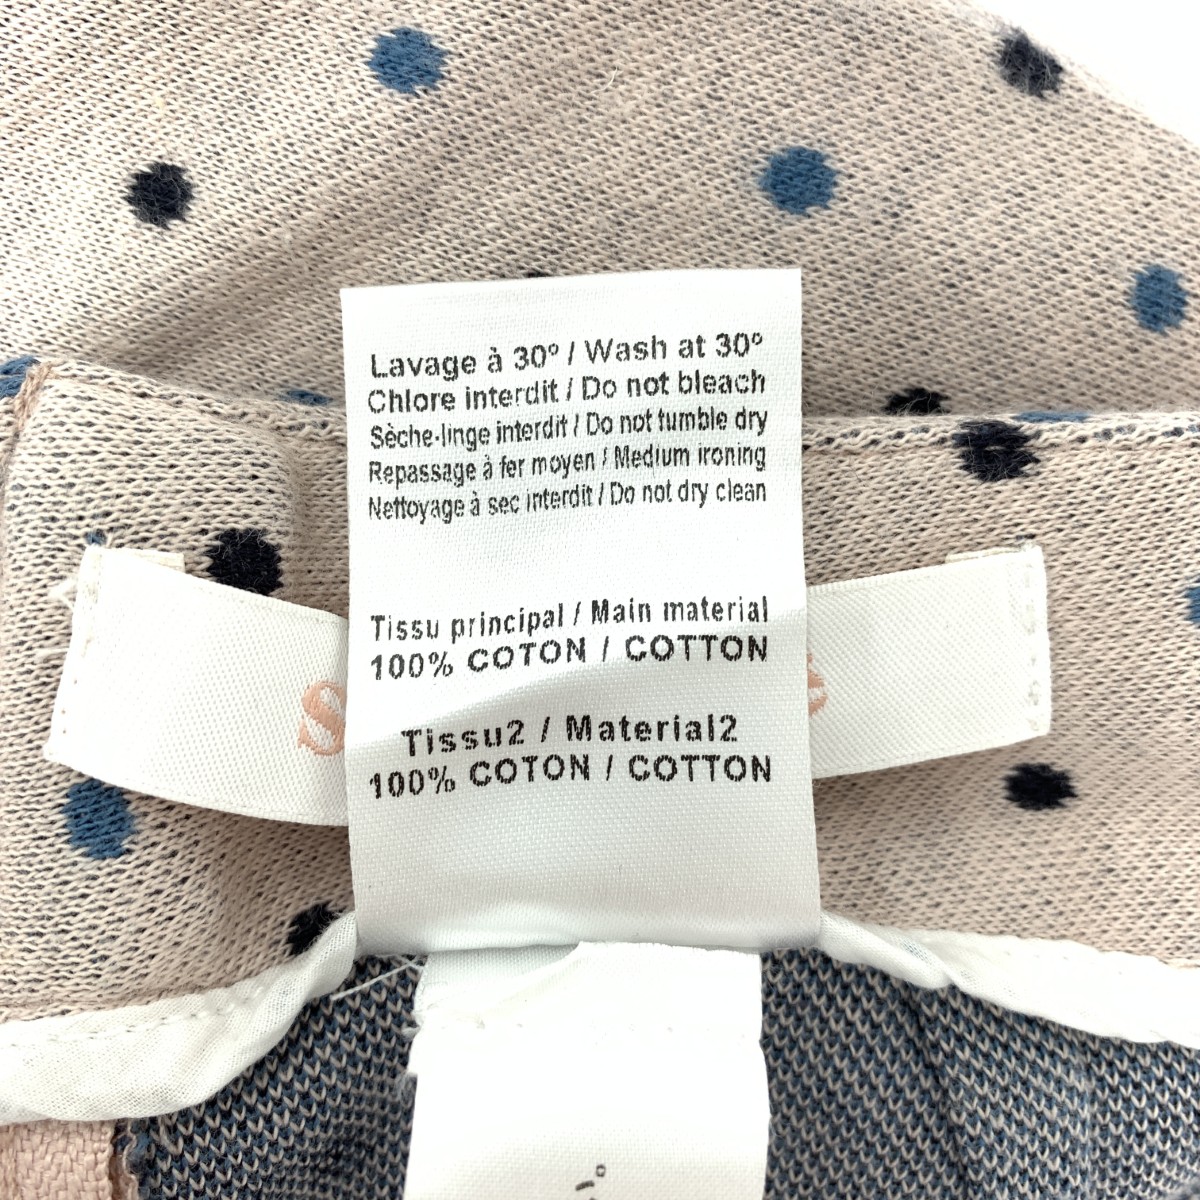 Lavage à 30° / Wash at 30°
Chlore interdit / Do not bleach
Sèche-linge interdit / Do not tumble dry
Repassage à fer moyen / Medium ironing
Nettoyage à sec interdit / Do not dry clean
Tissu principal / Main material
100% COTON / COTTON
Tissu2 / Material2
100% COTON / COTTON